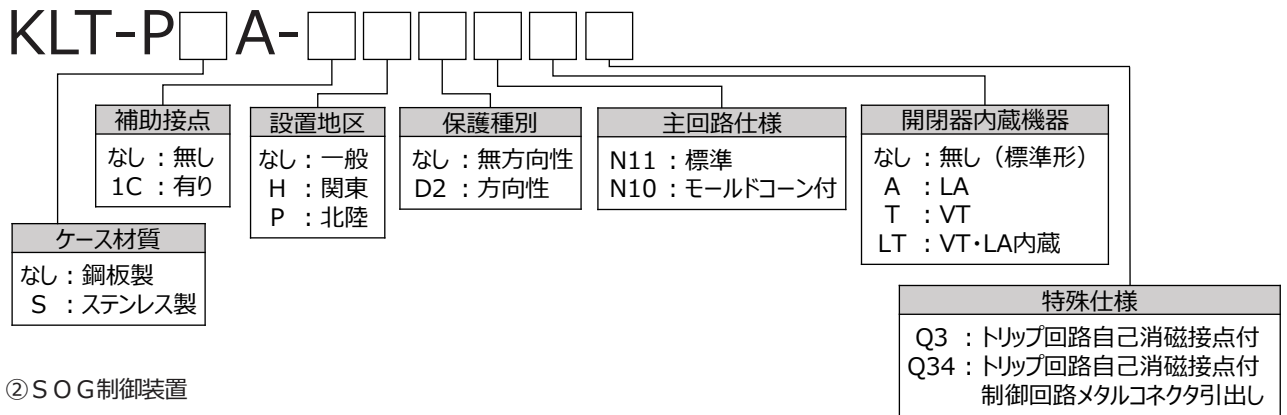 KLT-P□A-□□□□□□
補助接点
なし：無し
1C：有り
設置地区
なし：一般
H：関東
P：北陸
保護種別
なし：無方向性
D2：方向性
主回路仕様
N11：標準
N10：モールドコーン付
開閉器内蔵機器
なし：無し（標準形）
A：LA
T：VT
LT：VT・LA内蔵
ケース材質
なし：鋼板製
S：ステンレス製
特殊仕様
Q3：トリップ回路自己消磁接点付
Q34：トリップ回路自己消磁接点付
制御回路メタルコネクタ引出し
②ＳＯＧ制御装置